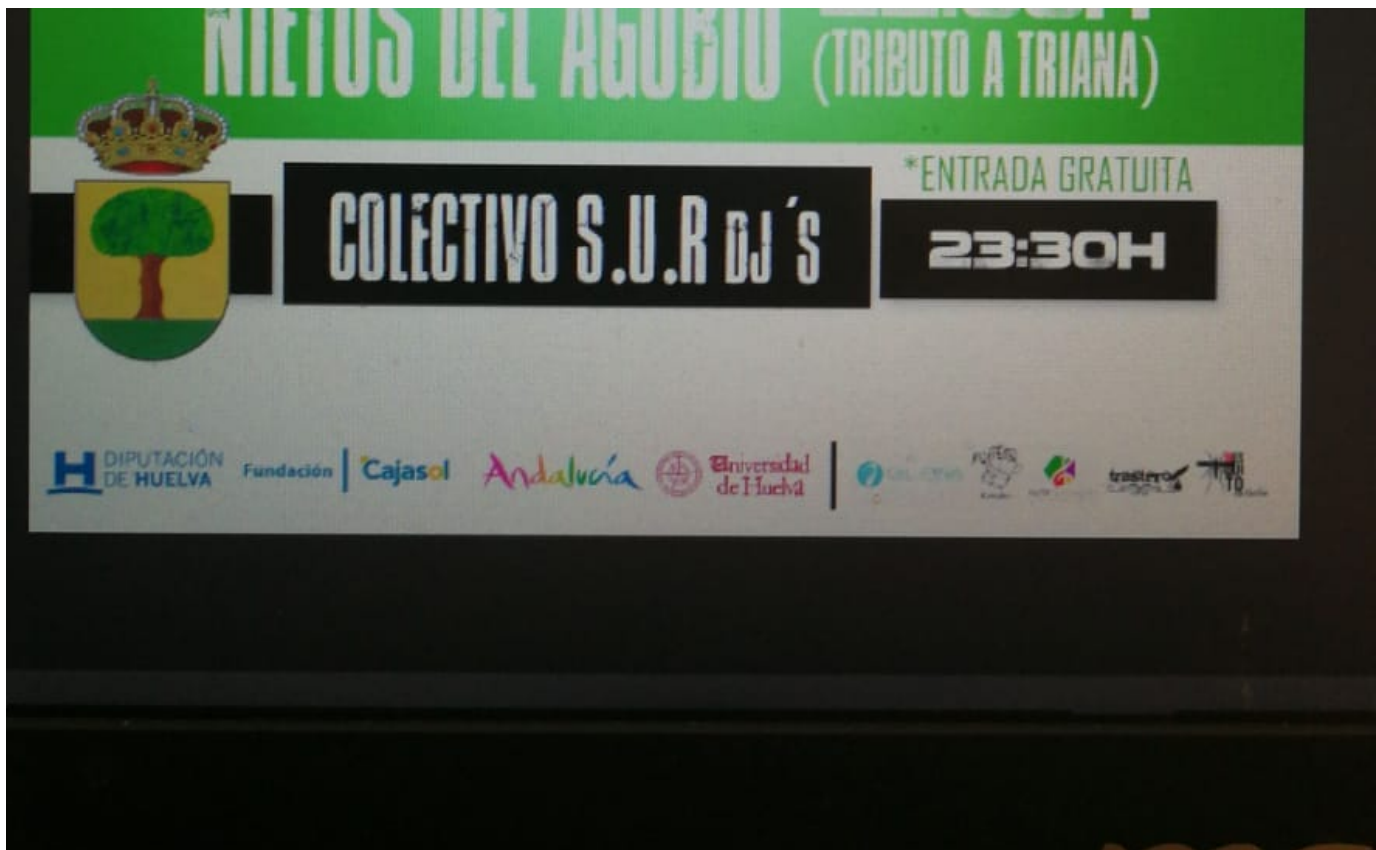 NIETOS DEL AGOBIO
(TRIBUTO A TRIANA)
*ENTRADA GRATUITA
COLECTIVO S.U.R DJ´S
23:30H
DIPUTACIÓN
DE HUELVA
Fundación Cajasol
Andalucía
Universidad
de Huelva
trastero